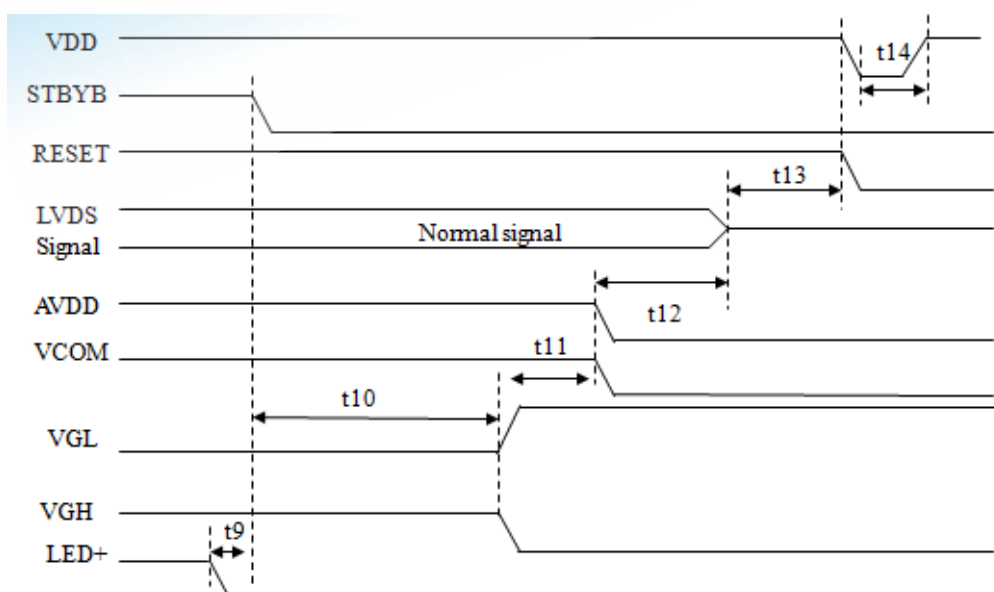 VDD
t14
STBYB
RESET
t13
LVDS
Signal
Normal signal
AVDD
t12
VCOM
t11
t10
VGL
VGH
t9
LED+